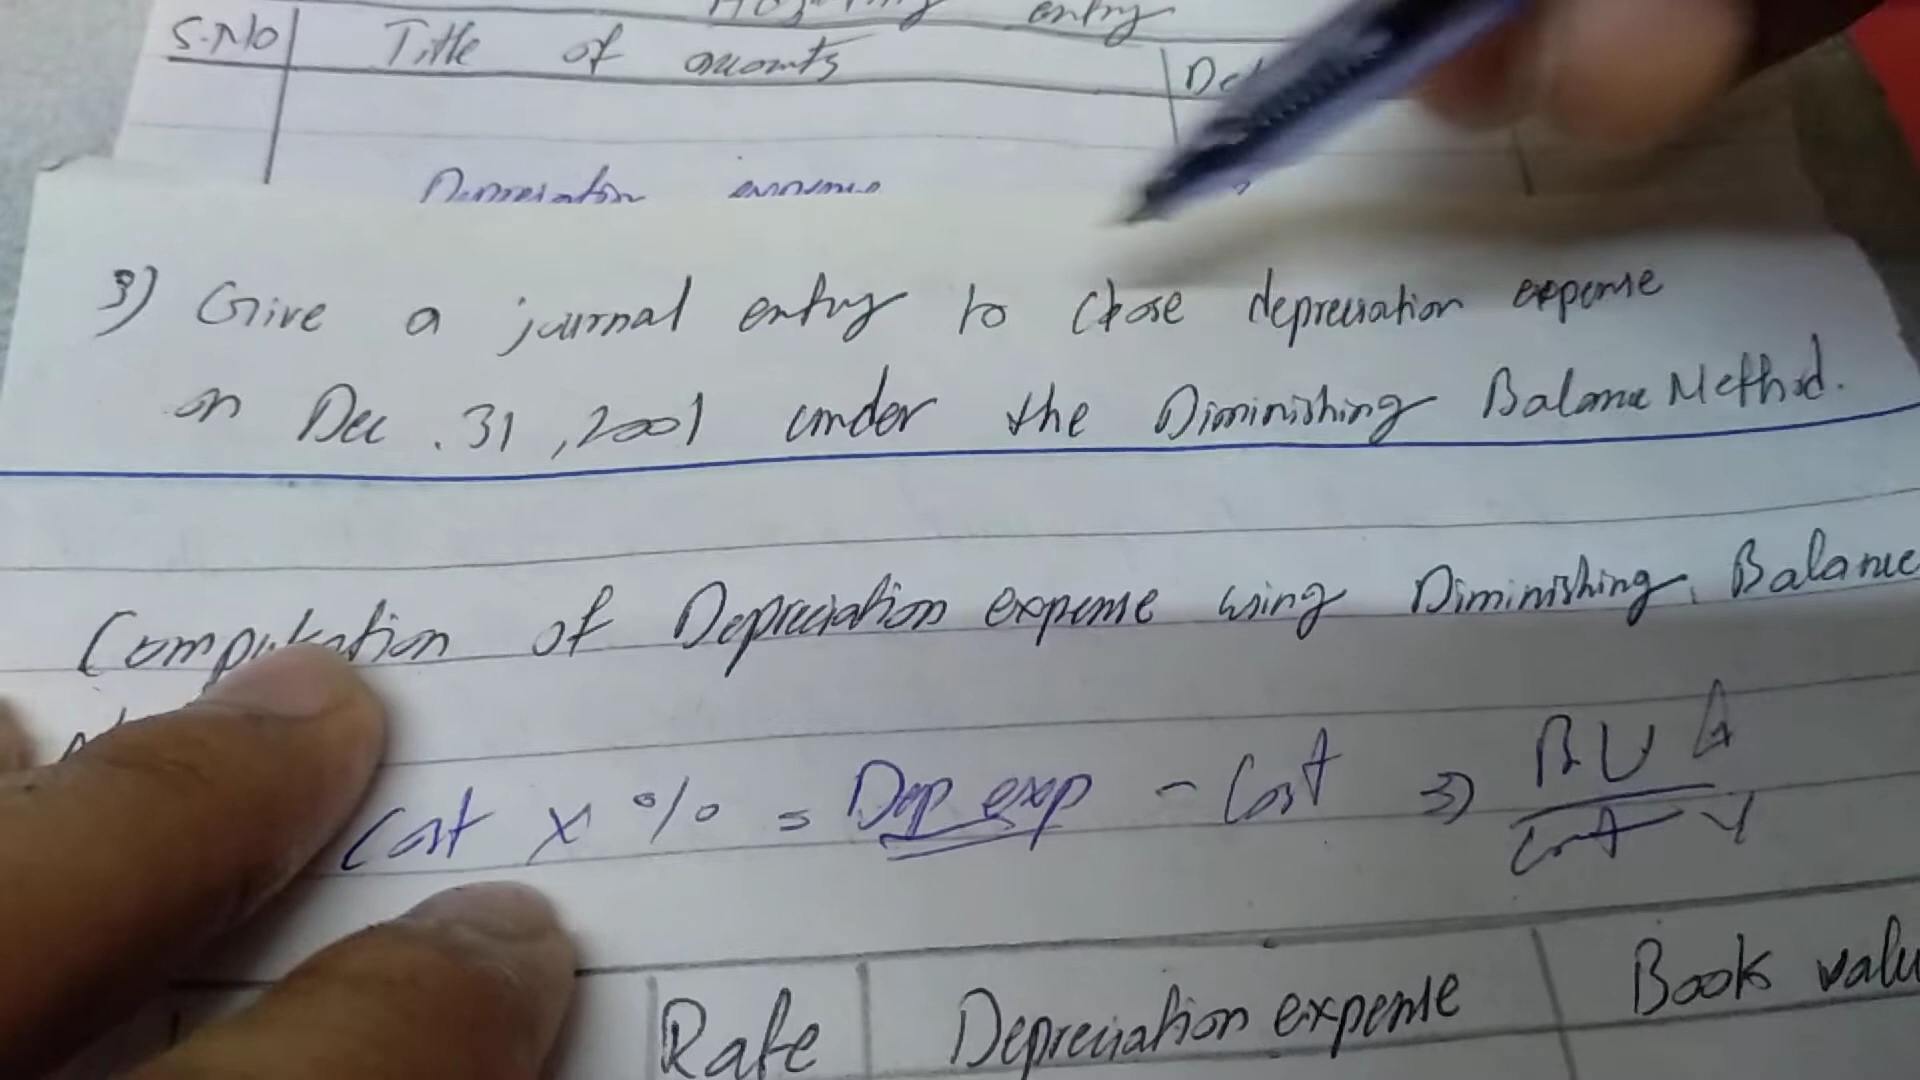 entry
S.No Title of accounts De
Depreciation expense
3) Give a journal entry to close depreciation expense
on Dec. 31, 2001 under the Diminishing Balance Method.
Computation of Depreciation expense using Diminishing Balance
Cost x % = Dep exp - Cost
Rate Depreciation expense Book valu